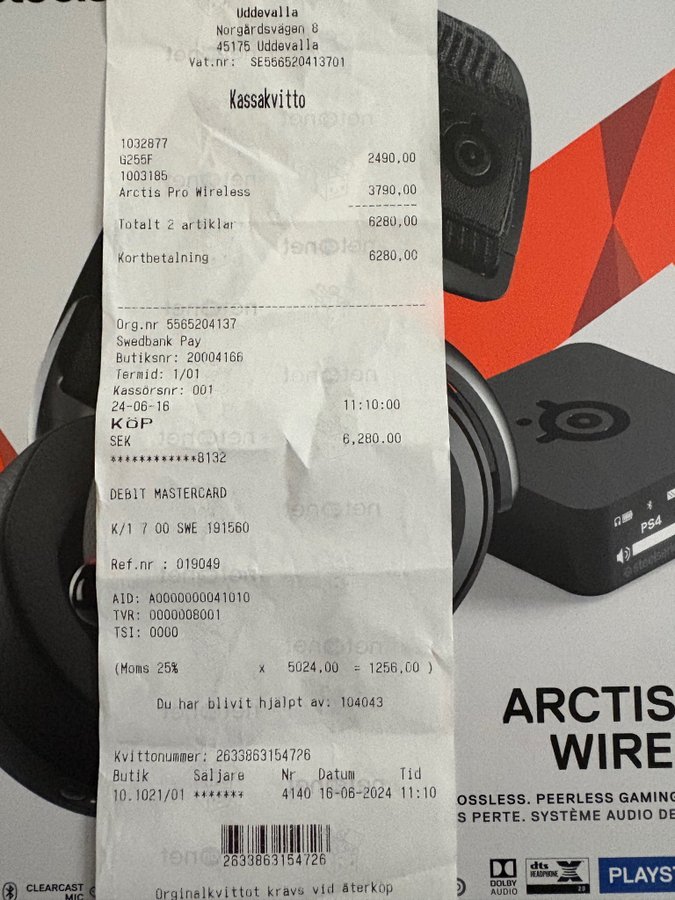 Uddevalla
Norgårdsvägen 8
45175 Uddevalla
Vat.nr: SE556520413701
Kassakvitto
1032877
G255F 2490,00
1003185
Arctis Pro Wireless 3790,00
Totalt 2 artiklar 6280,00
Kortbetalning 6280,00
Org.nr 5565204137
Swedbank Pay
Butiksnr: 20004166
Termid: 1/01
Kassörsnr: 001
24-06-16 11:10:00
KÖP
SEK 6,280.00
************8132
DEBIT MASTERCARD
K/1 7 00 SWE 191560
Ref.nr : 019049
AID: A0000000041010
TVR: 0000008001
TSI: 0000
(Moms 25% x 5024,00 = 1256,00 )
Du har blivit hjälpt av: 104043
Kvittonummer: 2633863154726
Butik Säljare Nr Datum Tid
10.1021/01 ******* 4140 16-06-2024 11:10
2633863154726
Orginalkvittot krävs vid återköp
PS4
ARCTIS
WIRE
OSSLESS. PEERLESS GAMING
S PERTE. SYSTÈME AUDIO DE
CLEARCAST
MIC
DOLBY
AUDIO
dts
HEADPHONE X
2.0
PLAYST